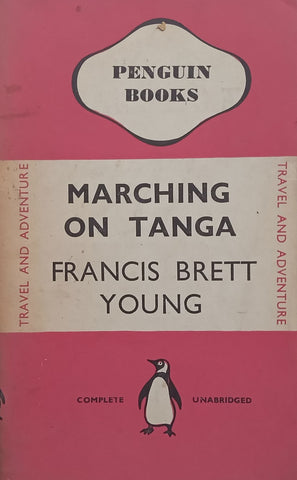 PENGUIN
BOOKS
MARCHING
ON TANGA
FRANCIS BRETT
YOUNG
TRAVEL AND ADVENTURE
TRAVEL AND ADVENTURE
COMPLETE UNABRIDGED